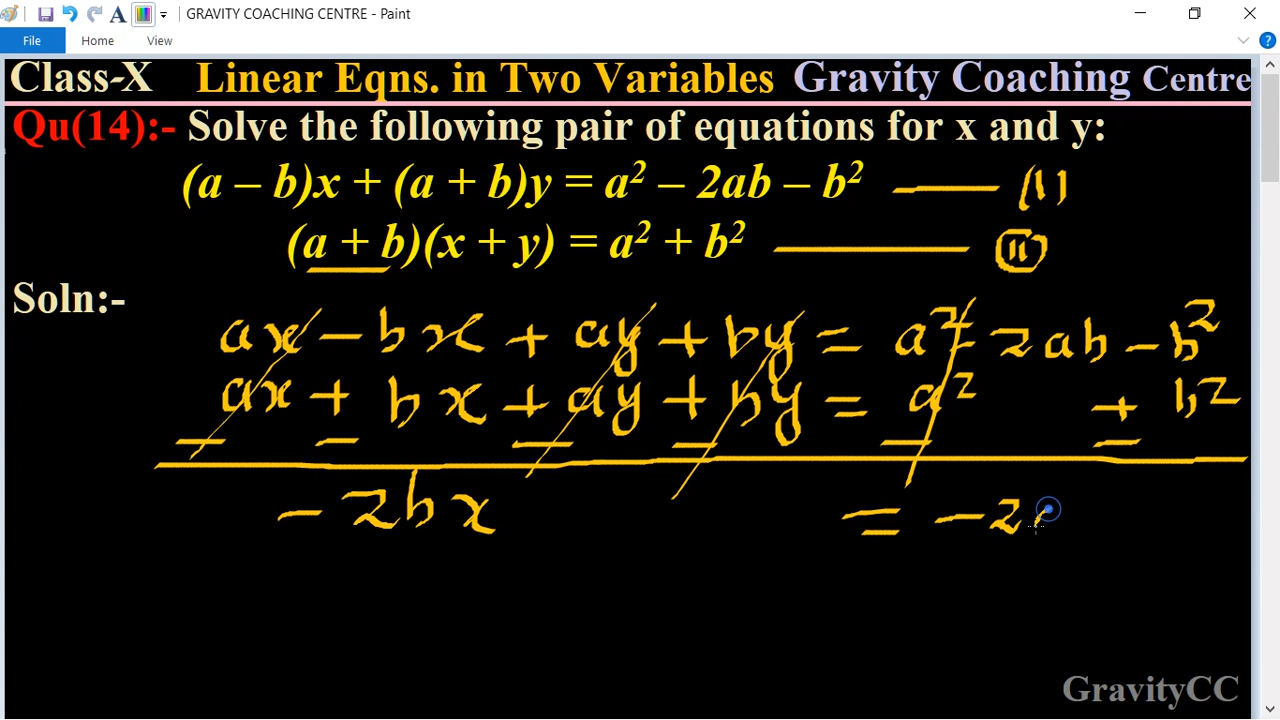 GRAVITY COACHING CENTRE - Paint
File Home View
Class-X Linear Eqns. in Two Variables Gravity Coaching Centre
Qu(14):- Solve the following pair of equations for x and y:
(a – b)x + (a + b)y = a² – 2ab – b² (i)
(a + b)(x + y) = a² + b² (ii)
Soln:-
ax - bx + ay + by = a² - 2ab - b²
ax + bx + ay + by = a² + b²
- - - - - -
- 2bx = -2
GravityCC